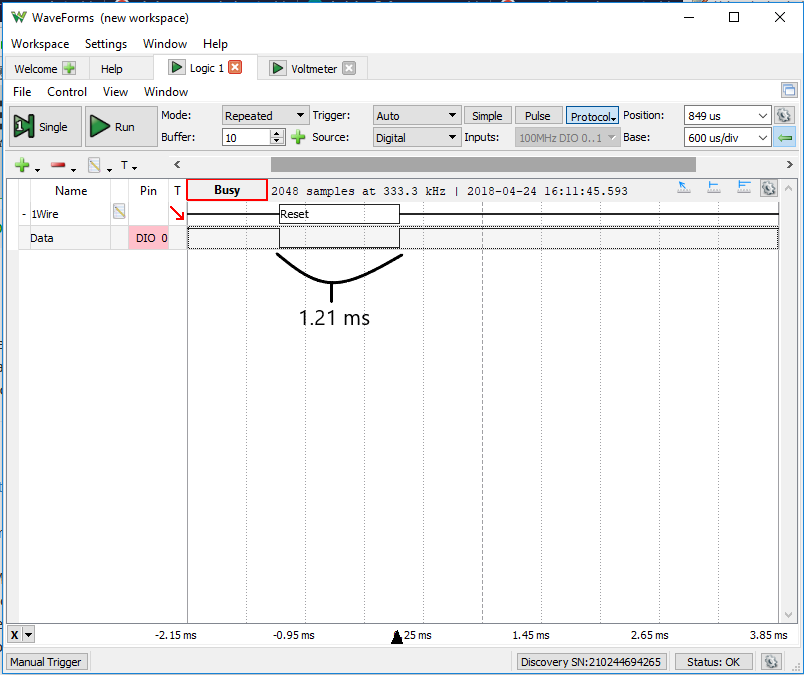 WaveForms (new workspace)
Workspace Settings Window Help
Welcome Help Logic 1 Voltmeter
File Control View Window
Single Run Mode: Repeated Trigger: Auto Simple Pulse Protocol Position: 849 us
Buffer: 10 Source: Digital Inputs: 100MHz DIO 0..1 Base: 600 us/div
T
Name Pin T Busy 2048 samples at 333.3 kHz | 2018-04-24 16:11:45.593
- 1Wire Reset
Data DIO 0
1.21 ms
X -2.15 ms -0.95 ms 1.45 ms 2.65 ms 3.85 ms
Manual Trigger Discovery SN:210244694265 Status: OK